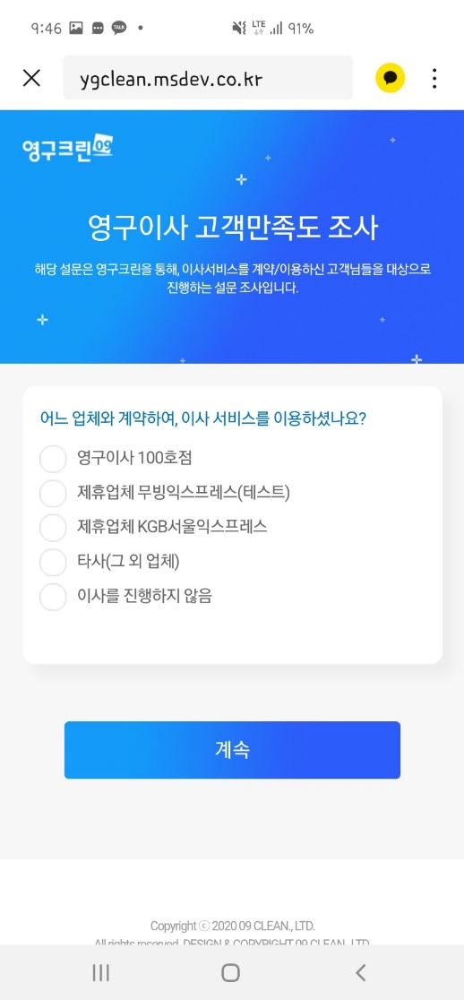 9:46 TALK LTE 91%
ygclean.msdev.co.kr
영구크린09
영구이사 고객만족도 조사
해당 설문은 영구크린을 통해, 이사서비스를 계약/이용하신 고객님들을 대상으로
진행하는 설문 조사입니다.
어느 업체와 계약하여, 이사 서비스를 이용하셨나요?
영구이사 100호점
제휴업체 무빙익스프레스(테스트)
제휴업체 KGB서울익스프레스
타사(그 외 업체)
이사를 진행하지 않음
계속
Copyright ⓒ 2020 09 CLEAN., LTD.
All rights reserved. DESIGN & COPYRIGHT 09 CLEAN., LTD